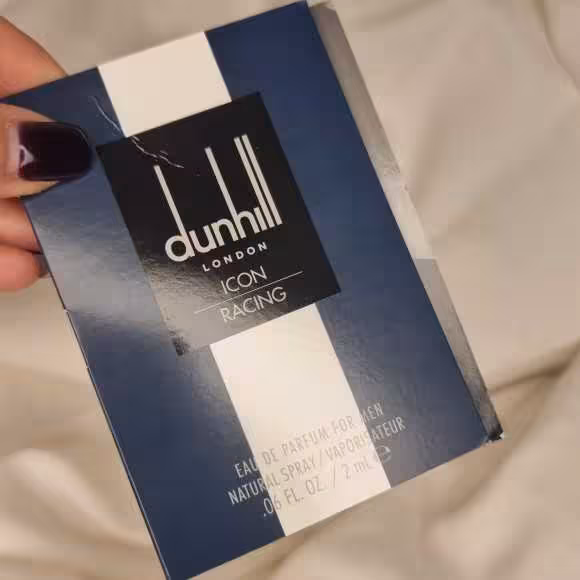 dunhill
LONDON
ICON
RACING
EAU DE PARFUM FOR MEN
NATURAL SPRAY / VAPORISATEUR
.06 FL. OZ. / 2 mL ℮